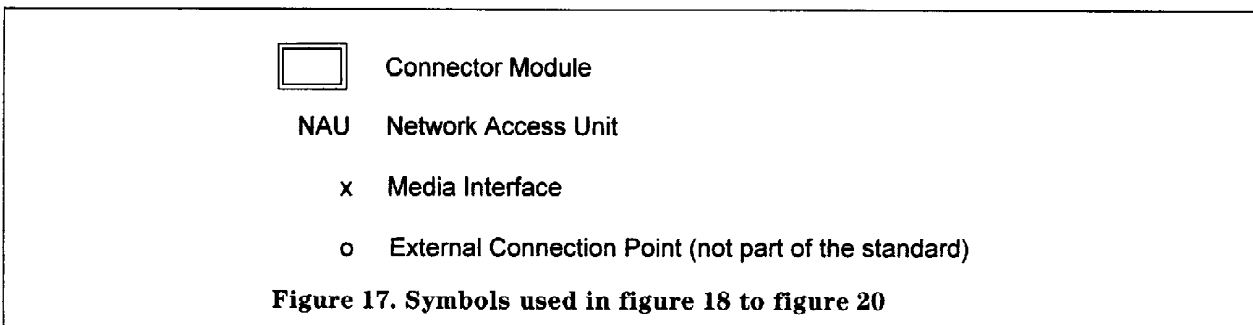 Connector Module
NAU Network Access Unit
x Media Interface
o External Connection Point (not part of the standard)
Figure 17. Symbols used in figure 18 to figure 20